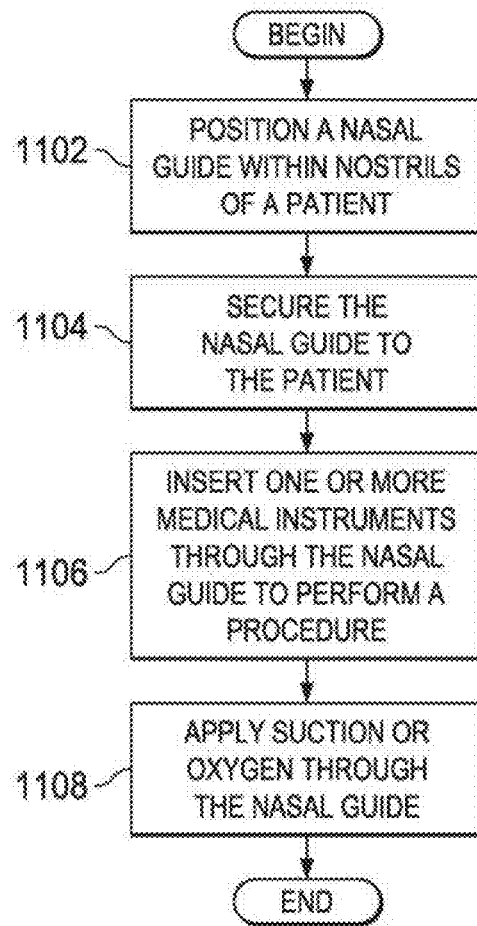 BEGIN
1102
POSITION A NASAL
GUIDE WITHIN NOSTRILS
OF A PATIENT
1104
SECURE THE
NASAL GUIDE TO
THE PATIENT
1106
INSERT ONE OR MORE
MEDICAL INSTRUMENTS
THROUGH THE NASAL
GUIDE TO PERFORM A
PROCEDURE
1108
APPLY SUCTION OR
OXYGEN THROUGH
THE NASAL GUIDE
END